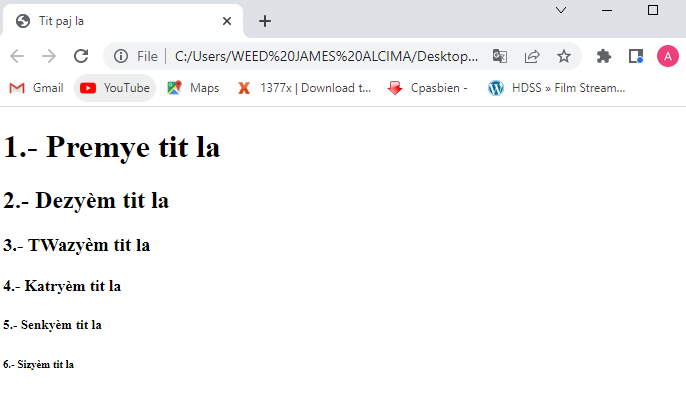 Tit paj la
File C:/Users/WEED%20JAMES%20ALCIMA/Desktop... A
Gmail YouTube Maps 1377x | Download t... Cpasbien - HDSS » Film Stream...
1.- Premye tit la
2.- Dezyèm tit la
3.- TWazyèm tit la
4.- Katryèm tit la
5.- Senkyèm tit la
6.- Sizyèm tit la